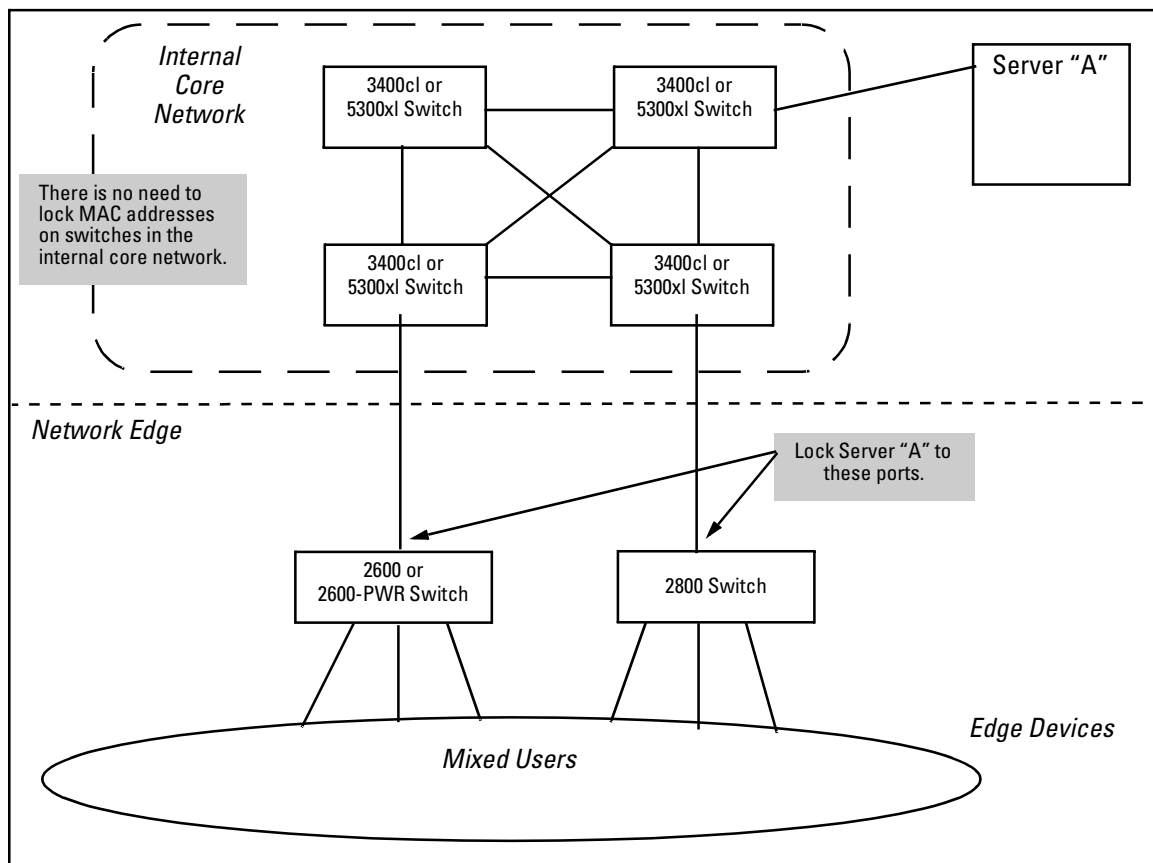 Internal
Core
Network
3400cl or
5300xl Switch
3400cl or
5300xl Switch
Server “A”
There is no need to
lock MAC addresses
on switches in the
internal core network.
3400cl or
5300xl Switch
3400cl or
5300xl Switch
Network Edge
Lock Server “A” to
these ports.
2600 or
2600-PWR Switch
2800 Switch
Edge Devices
Mixed Users